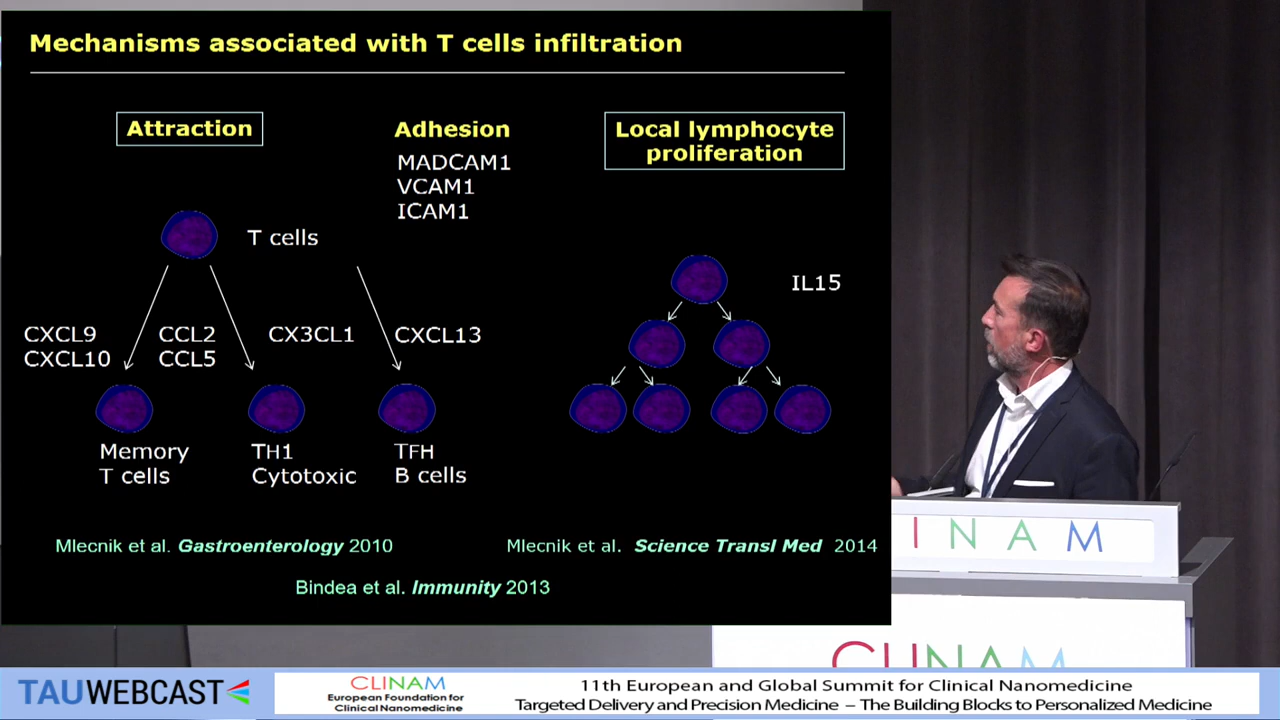 Mechanisms associated with T cells infiltration
Attraction
Adhesion
MADCAM1
VCAM1
ICAM1
Local lymphocyte
proliferation
T cells
IL15
CXCL9
CXCL10
CCL2
CCL5
CX3CL1
CXCL13
Memory
T cells
TH1
Cytotoxic
TFH
B cells
Mlecnik et al. Gastroenterology 2010
Mlecnik et al. Science Transl Med 2014
Bindea et al. Immunity 2013
INAM
CLINAM
TAUWEBCAST
CLINAM
European Foundation for
Clinical Nanomedicine
11th European and Global Summit for Clinical Nanomedicine
Targeted Delivery and Precision Medicine – The Building Blocks to Personalized Medicine